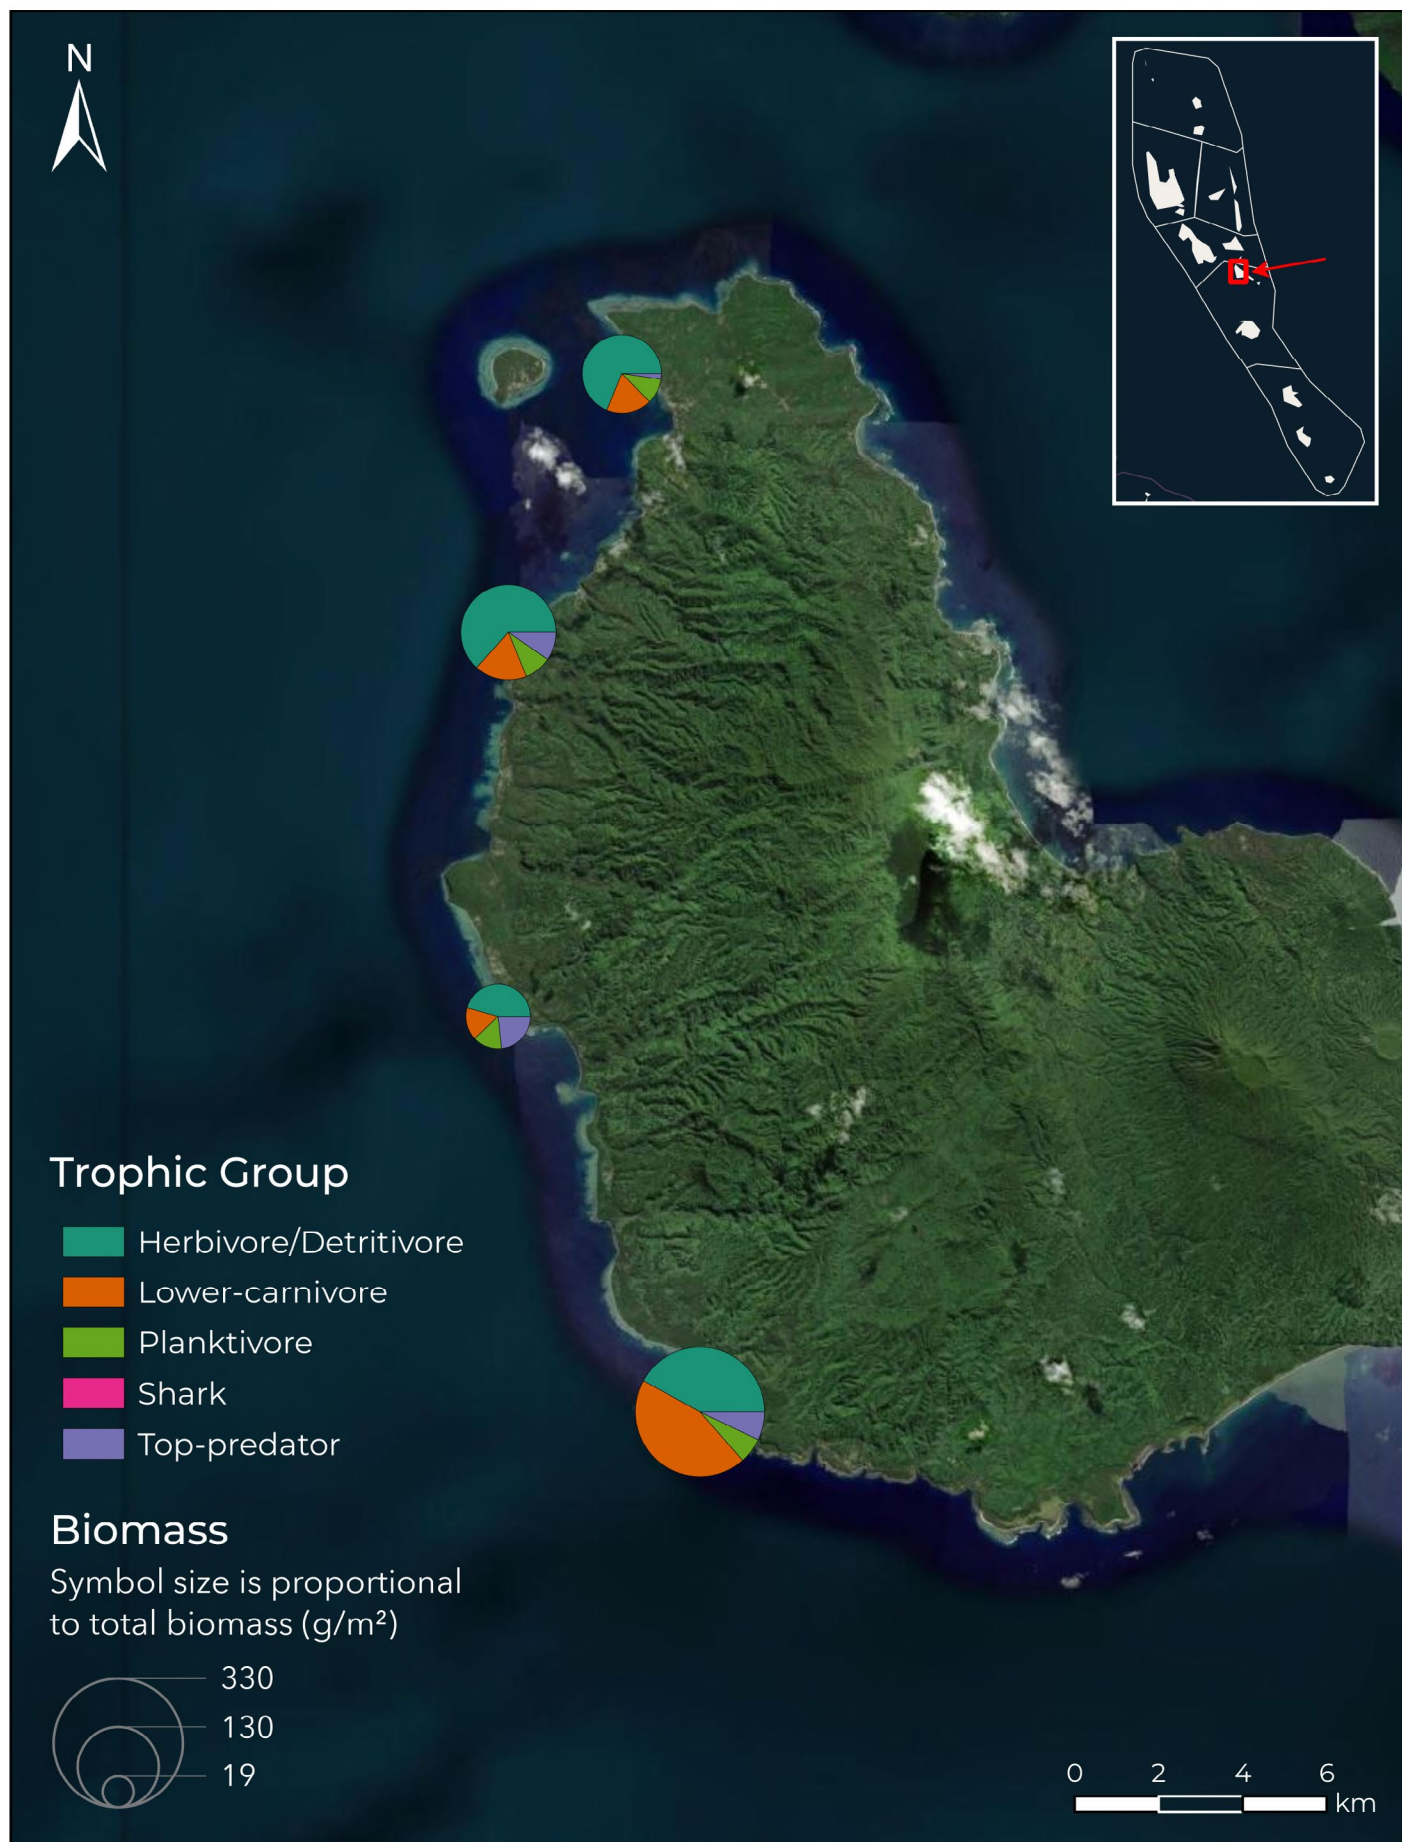 N
Trophic Group
Herbivore/Detritivore
Lower-carnivore
Planktivore
Shark
Top-predator
Biomass
Symbol size is proportional
to total biomass (g/m²)
330
130
19
0 2 4 6
km